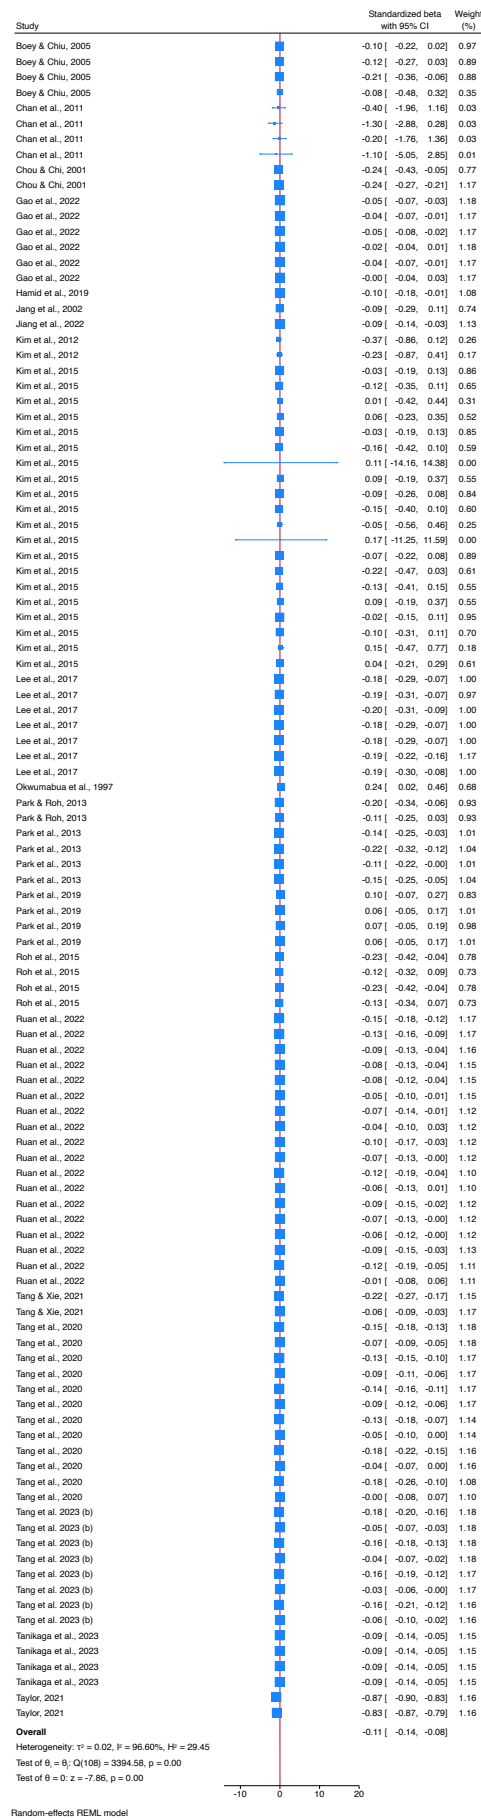 Standardized beta Weight
Study with 95% CI (%)
Boey & Chiu, 2005 -0.10 [ -0.22, 0.02] 0.97
Boey & Chiu, 2005 -0.12 [ -0.27, 0.03] 0.89
Boey & Chiu, 2005 -0.21 [ -0.36, -0.06] 0.88
Boey & Chiu, 2005 -0.08 [ -0.48, 0.32] 0.35
Chan et al., 2011 -0.40 [ -1.96, 1.16] 0.03
Chan et al., 2011 -1.30 [ -2.88, 0.28] 0.03
Chan et al., 2011 -0.20 [ -1.76, 1.36] 0.03
Chan et al., 2011 -1.10 [ -5.05, 2.85] 0.01
Chou & Chi, 2001 -0.24 [ -0.43, -0.05] 0.77
Chou & Chi, 2001 -0.24 [ -0.27, -0.21] 1.17
Gao et al., 2022 -0.05 [ -0.07, -0.03] 1.18
Gao et al., 2022 -0.04 [ -0.07, -0.01] 1.17
Gao et al., 2022 -0.05 [ -0.08, -0.02] 1.17
Gao et al., 2022 -0.02 [ -0.04, 0.01] 1.18
Gao et al., 2022 -0.04 [ -0.07, -0.01] 1.17
Gao et al., 2022 -0.00 [ -0.04, 0.03] 1.17
Hamid et al., 2019 -0.10 [ -0.18, -0.01] 1.08
Jang et al., 2002 -0.09 [ -0.29, 0.11] 0.74
Jiang et al., 2022 -0.09 [ -0.14, -0.03] 1.13
Kim et al., 2012 -0.37 [ -0.86, 0.12] 0.26
Kim et al., 2012 -0.23 [ -0.87, 0.41] 0.17
Kim et al., 2015 -0.03 [ -0.19, 0.13] 0.86
Kim et al., 2015 -0.12 [ -0.35, 0.11] 0.65
Kim et al., 2015 0.01 [ -0.42, 0.44] 0.31
Kim et al., 2015 0.06 [ -0.23, 0.35] 0.52
Kim et al., 2015 -0.03 [ -0.19, 0.13] 0.85
Kim et al., 2015 -0.16 [ -0.42, 0.10] 0.59
Kim et al., 2015 0.11 [ -14.16, 14.38] 0.00
Kim et al., 2015 0.09 [ -0.19, 0.37] 0.55
Kim et al., 2015 -0.09 [ -0.26, 0.08] 0.84
Kim et al., 2015 -0.15 [ -0.40, 0.10] 0.60
Kim et al., 2015 -0.05 [ -0.56, 0.46] 0.25
Kim et al., 2015 0.17 [ -11.25, 11.59] 0.00
Kim et al., 2015 -0.07 [ -0.22, 0.08] 0.89
Kim et al., 2015 -0.22 [ -0.47, 0.03] 0.61
Kim et al., 2015 -0.13 [ -0.41, 0.15] 0.55
Kim et al., 2015 0.09 [ -0.19, 0.37] 0.55
Kim et al., 2015 -0.02 [ -0.15, 0.11] 0.95
Kim et al., 2015 -0.10 [ -0.31, 0.11] 0.70
Kim et al., 2015 0.15 [ -0.47, 0.77] 0.18
Kim et al., 2015 0.04 [ -0.21, 0.29] 0.61
Lee et al., 2017 -0.18 [ -0.29, -0.07] 1.00
Lee et al., 2017 -0.19 [ -0.31, -0.07] 0.97
Lee et al., 2017 -0.20 [ -0.31, -0.09] 1.00
Lee et al., 2017 -0.18 [ -0.29, -0.07] 1.00
Lee et al., 2017 -0.18 [ -0.29, -0.07] 1.00
Lee et al., 2017 -0.19 [ -0.22, -0.16] 1.17
Lee et al., 2017 -0.19 [ -0.30, -0.08] 1.00
Okwumabua et al., 1997 0.24 [ 0.02, 0.46] 0.68
Park & Roh, 2013 -0.20 [ -0.34, -0.06] 0.93
Park & Roh, 2013 -0.11 [ -0.25, 0.03] 0.93
Park et al., 2013 -0.14 [ -0.25, -0.03] 1.01
Park et al., 2013 -0.22 [ -0.32, -0.12] 1.04
Park et al., 2013 -0.11 [ -0.22, -0.00] 1.01
Park et al., 2013 -0.15 [ -0.25, -0.05] 1.04
Park et al., 2019 0.10 [ -0.07, 0.27] 0.83
Park et al., 2019 0.06 [ -0.05, 0.17] 1.01
Park et al., 2019 0.07 [ -0.05, 0.19] 0.98
Park et al., 2019 0.06 [ -0.05, 0.17] 1.01
Roh et al., 2015 -0.23 [ -0.42, -0.04] 0.78
Roh et al., 2015 -0.12 [ -0.32, 0.09] 0.73
Roh et al., 2015 -0.23 [ -0.42, -0.04] 0.78
Roh et al., 2015 -0.13 [ -0.34, 0.07] 0.73
Ruan et al., 2022 -0.15 [ -0.18, -0.12] 1.17
Ruan et al., 2022 -0.13 [ -0.16, -0.09] 1.17
Ruan et al., 2022 -0.09 [ -0.13, -0.04] 1.16
Ruan et al., 2022 -0.08 [ -0.13, -0.04] 1.15
Ruan et al., 2022 -0.08 [ -0.12, -0.04] 1.15
Ruan et al., 2022 -0.05 [ -0.10, -0.01] 1.15
Ruan et al., 2022 -0.07 [ -0.14, -0.01] 1.12
Ruan et al., 2022 -0.04 [ -0.10, 0.03] 1.12
Ruan et al., 2022 -0.10 [ -0.17, -0.03] 1.12
Ruan et al., 2022 -0.07 [ -0.13, -0.00] 1.12
Ruan et al., 2022 -0.12 [ -0.19, -0.04] 1.10
Ruan et al., 2022 -0.06 [ -0.13, 0.01] 1.10
Ruan et al., 2022 -0.09 [ -0.15, -0.02] 1.12
Ruan et al., 2022 -0.07 [ -0.13, -0.00] 1.12
Ruan et al., 2022 -0.06 [ -0.12, -0.00] 1.12
Ruan et al., 2022 -0.09 [ -0.15, -0.03] 1.13
Ruan et al., 2022 -0.12 [ -0.19, -0.05] 1.11
Ruan et al., 2022 -0.01 [ -0.08, 0.06] 1.11
Tang & Xie, 2021 -0.22 [ -0.27, -0.17] 1.15
Tang & Xie, 2021 -0.06 [ -0.09, -0.03] 1.17
Tang et al., 2020 -0.15 [ -0.18, -0.13] 1.18
Tang et al., 2020 -0.07 [ -0.09, -0.05] 1.18
Tang et al., 2020 -0.13 [ -0.15, -0.10] 1.17
Tang et al., 2020 -0.09 [ -0.11, -0.06] 1.17
Tang et al., 2020 -0.14 [ -0.16, -0.11] 1.17
Tang et al., 2020 -0.09 [ -0.12, -0.06] 1.17
Tang et al., 2020 -0.13 [ -0.18, -0.07] 1.14
Tang et al., 2020 -0.05 [ -0.10, 0.00] 1.14
Tang et al., 2020 -0.18 [ -0.22, -0.15] 1.16
Tang et al., 2020 -0.04 [ -0.07, 0.00] 1.16
Tang et al., 2020 -0.18 [ -0.26, -0.10] 1.08
Tang et al., 2020 -0.00 [ -0.08, 0.07] 1.10
Tang et al. 2023 (b) -0.18 [ -0.20, -0.16] 1.18
Tang et al. 2023 (b) -0.05 [ -0.07, -0.03] 1.18
Tang et al. 2023 (b) -0.16 [ -0.18, -0.13] 1.18
Tang et al. 2023 (b) -0.04 [ -0.07, -0.02] 1.18
Tang et al. 2023 (b) -0.16 [ -0.19, -0.12] 1.17
Tang et al. 2023 (b) -0.03 [ -0.06, -0.00] 1.17
Tang et al. 2023 (b) -0.16 [ -0.21, -0.12] 1.16
Tang et al. 2023 (b) -0.06 [ -0.10, -0.02] 1.16
Tanikaga et al., 2023 -0.09 [ -0.14, -0.05] 1.15
Tanikaga et al., 2023 -0.09 [ -0.14, -0.05] 1.15
Tanikaga et al., 2023 -0.09 [ -0.14, -0.05] 1.15
Tanikaga et al., 2023 -0.09 [ -0.14, -0.05] 1.15
Taylor, 2021 -0.87 [ -0.90, -0.83] 1.16
Taylor, 2021 -0.83 [ -0.87, -0.79] 1.16
Overall -0.11 [ -0.14, -0.08]
Heterogeneity: τ² = 0.02, I² = 96.60%, H² = 29.45
Test of θᵢ = θⱼ: Q(108) = 3394.58, p = 0.00
Test of θ = 0: z = -7.86, p = 0.00
-10 0 10 20
Random-effects REML model